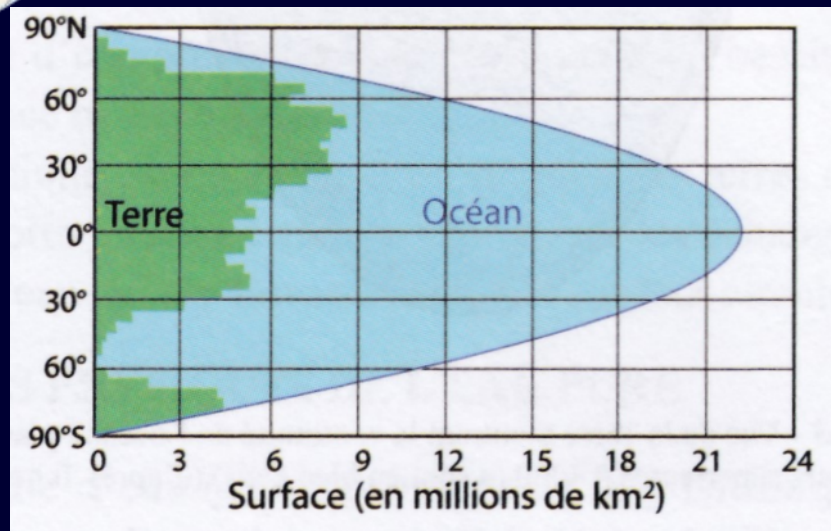 90°N
60°
30°
0°
30°
60°
90°S
Terre
Océan
0 3 6 9 12 15 18 21 24
Surface (en millions de km²)